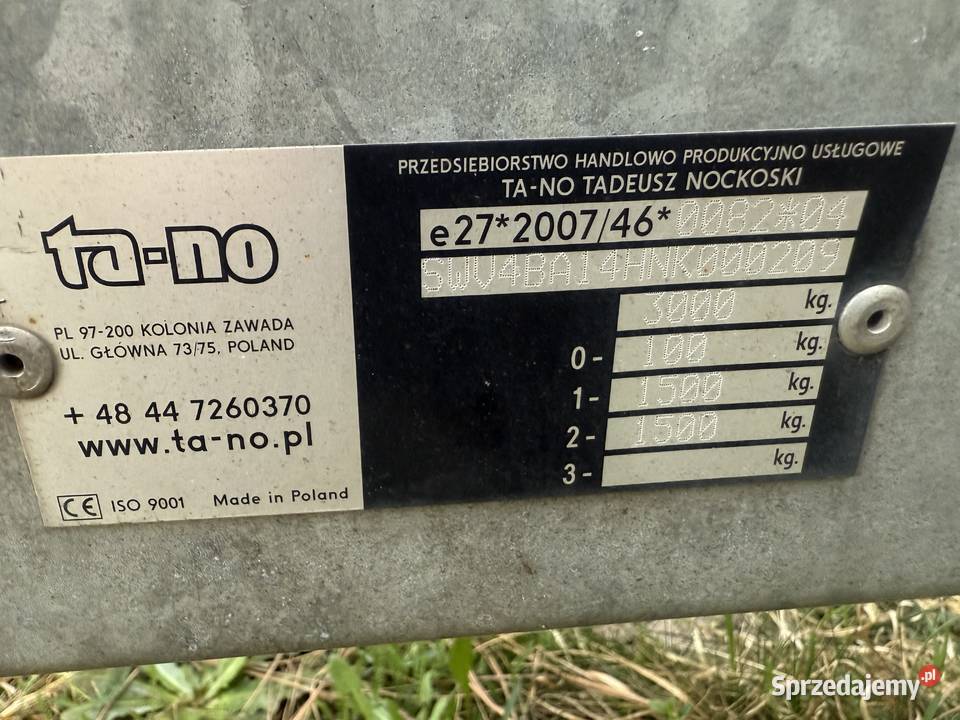 ta-no
PL 97-200 KOLONIA ZAWADA
UL. GŁÓWNA 73/75, POLAND
+ 48 44 7260370
www.ta-no.pl
CE ISO 9001 Made in Poland
PRZEDSIĘBIORSTWO HANDLOWO PRODUKCYJNO USŁUGOWE
TA-NO TADEUSZ NOCKOSKI
e27*2007/46*0082*04
SWV4BA14HNK000209
3000 kg.
0- 100 kg.
1- 1500 kg.
2- 1500 kg.
3- kg.
Sprzedajemy.pl